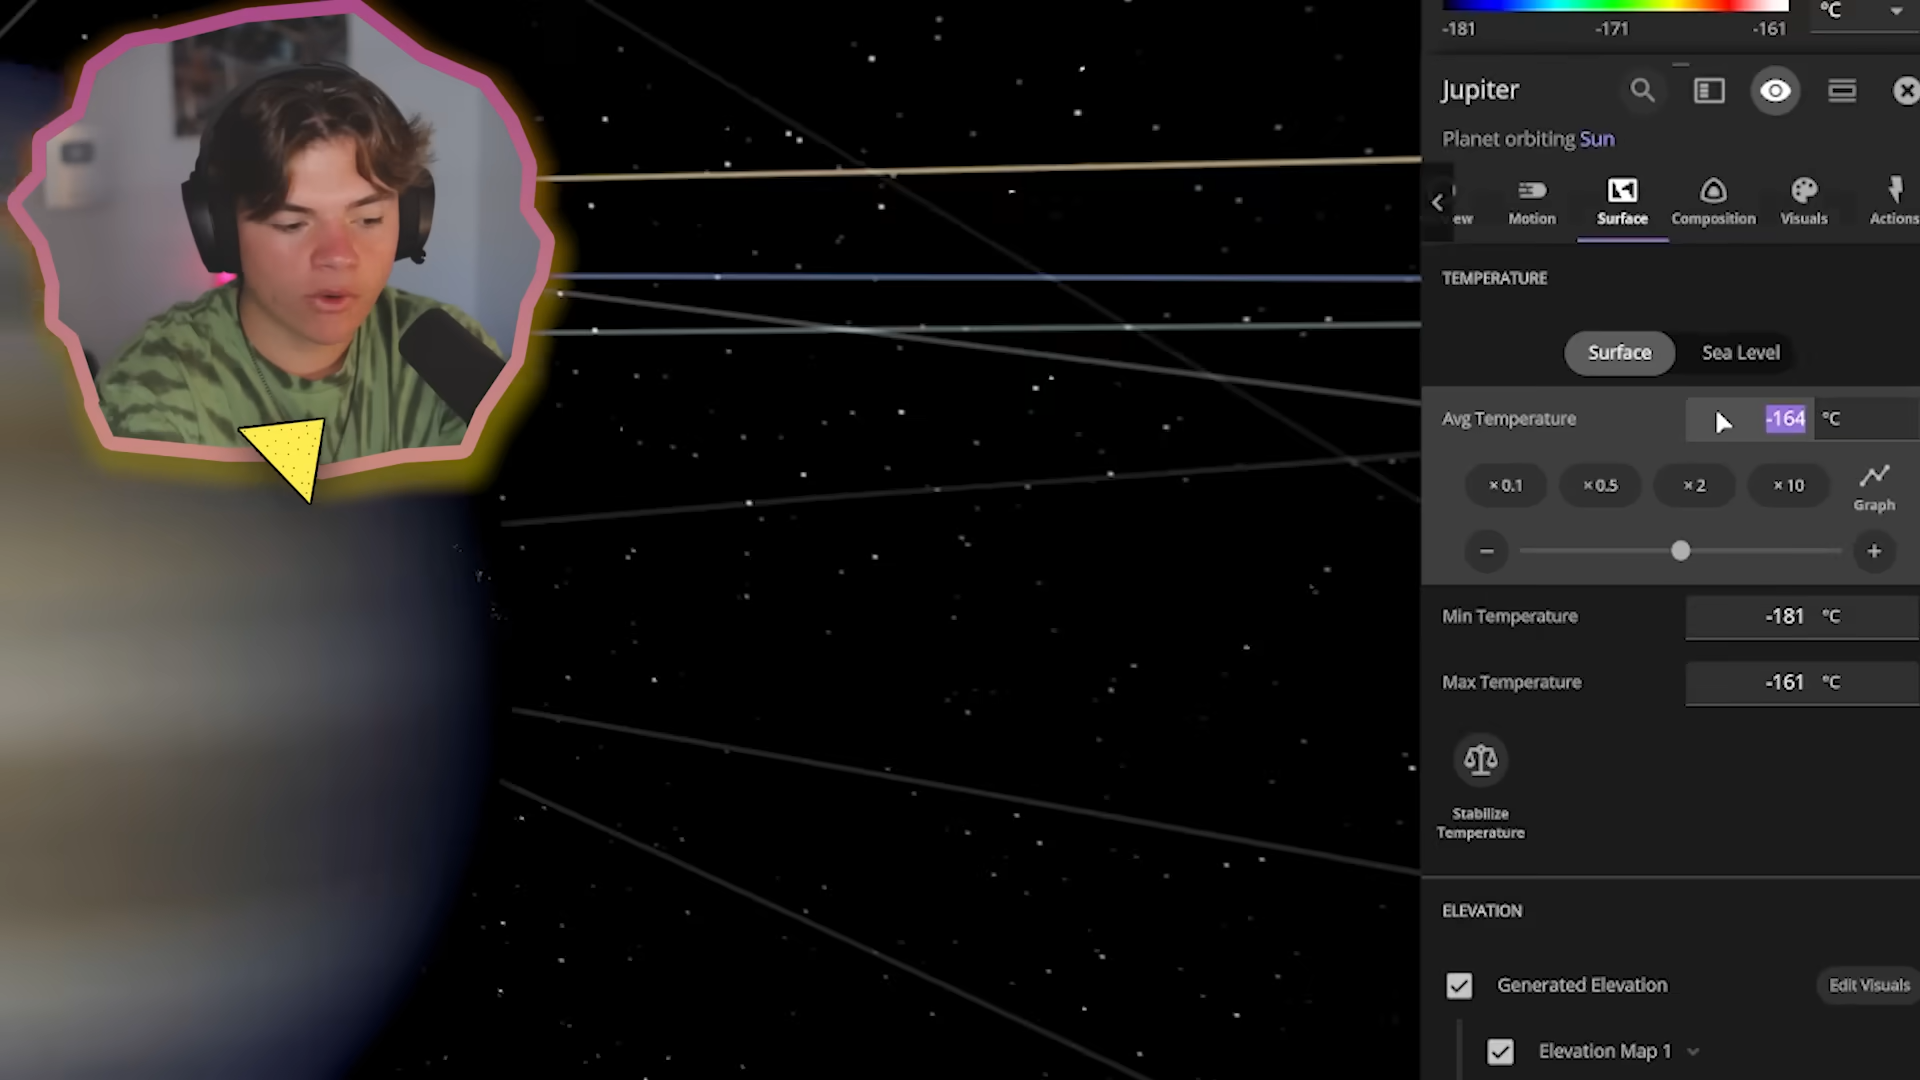 °C
-181 -171 -161
Jupiter
Planet orbiting Sun
ew Motion Surface Composition Visuals Actions
TEMPERATURE
Surface Sea Level
Avg Temperature -164 °C
× 0.1 × 0.5 × 2 × 10
Graph
Min Temperature -181 °C
Max Temperature -161 °C
Stabilize
Temperature
ELEVATION
Generated Elevation Edit Visuals
Elevation Map 1